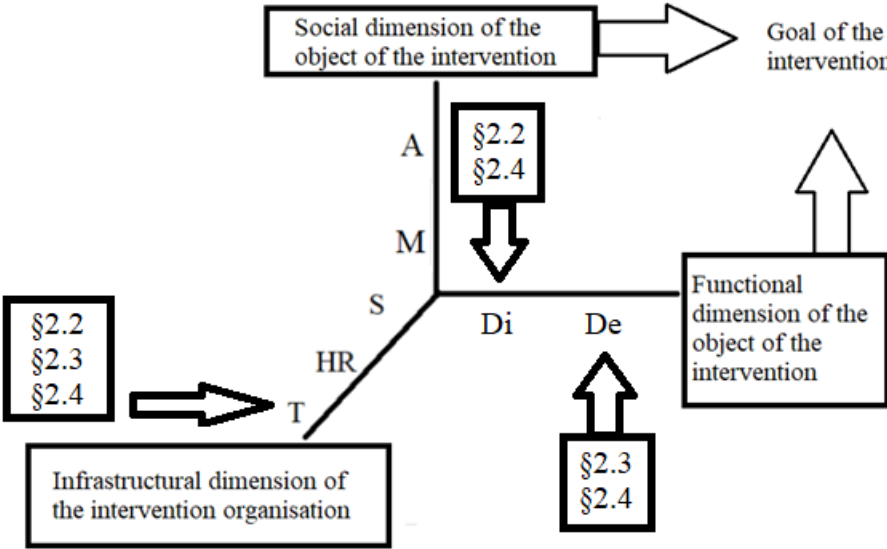 Social dimension of the
object of the intervention
Goal of the
intervention
A
§2.2
§2.4
M
S
Di
De
Functional
dimension of the
object of the
intervention
§2.2
§2.3
§2.4
HR
T
Infrastructural dimension of
the intervention organisation
§2.3
§2.4